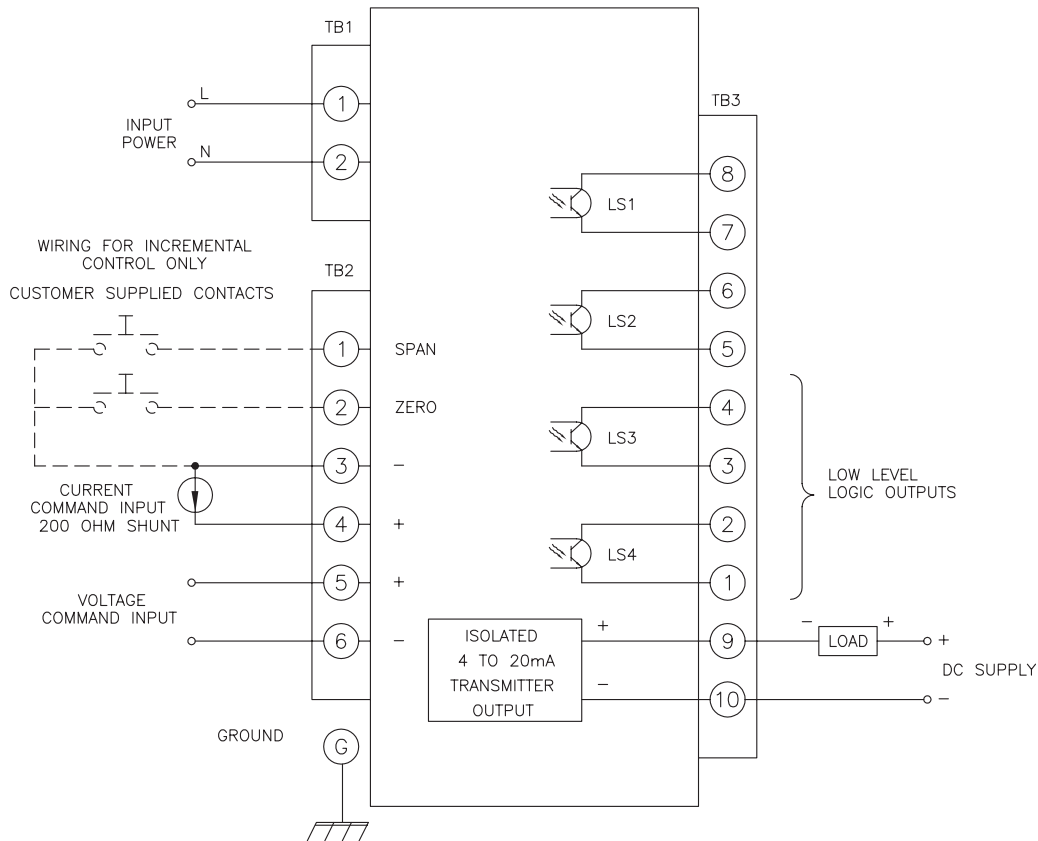 TB1
L
1
INPUT
POWER
N
2
WIRING FOR INCREMENTAL
CONTROL ONLY
CUSTOMER SUPPLIED CONTACTS
TB2
1 SPAN
2 ZERO
3 -
CURRENT
COMMAND INPUT
200 OHM SHUNT
4 +
5 +
VOLTAGE
COMMAND INPUT
6 -
GROUND
G
TB3
8
LS1
7
6
LS2
5
4
LS3
3
2
LS4
1
LOW LEVEL
LOGIC OUTPUTS
ISOLATED
4 TO 20mA
TRANSMITTER
OUTPUT
+ 9 - LOAD + +
DC SUPPLY
- 10 -